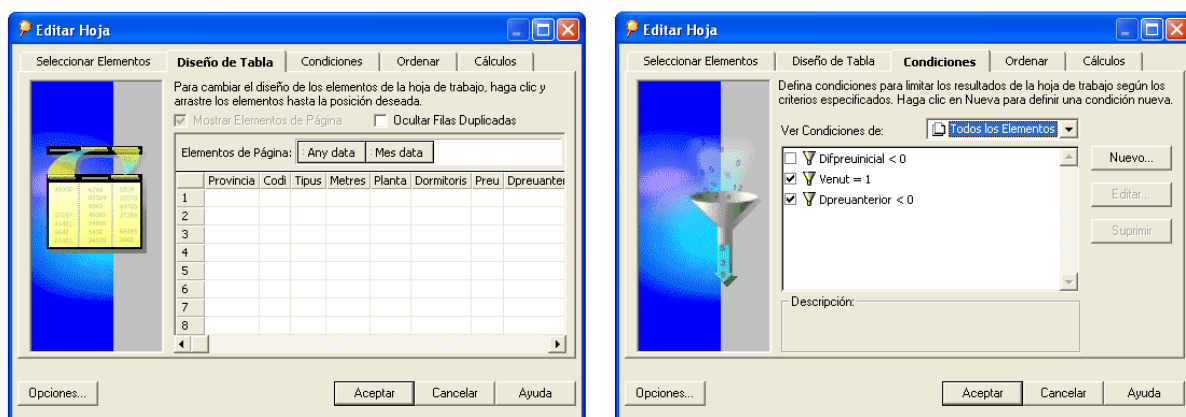 Editar Hoja
Seleccionar Elementos
Diseño de Tabla
Condiciones
Ordenar
Cálculos
Para cambiar el diseño de los elementos de la hoja de trabajo, haga clic y
arrastre los elementos hasta la posición deseada.
Mostrar Elementos de Página
Ocultar Filas Duplicadas
Elementos de Página: : Any data : Mes data
Provincia Codi Tipus Metres Planta Dormitoris Preu Dpreuanter
1
2
3
4
5
6
7
8
Opciones... Aceptar Cancelar Ayuda
Editar Hoja
Seleccionar Elementos
Diseño de Tabla
Condiciones
Ordenar
Cálculos
Defina condiciones para limitar los resultados de la hoja de trabajo según los
criterios especificados. Haga clic en Nueva para definir una condición nueva.
Ver Condiciones de: Todos los Elementos
Difpreuinicial < 0
Venut = 1
Dpreuanterior < 0
Nuevo...
Editar...
Suprimir
Descripción:
Opciones... Aceptar Cancelar Ayuda